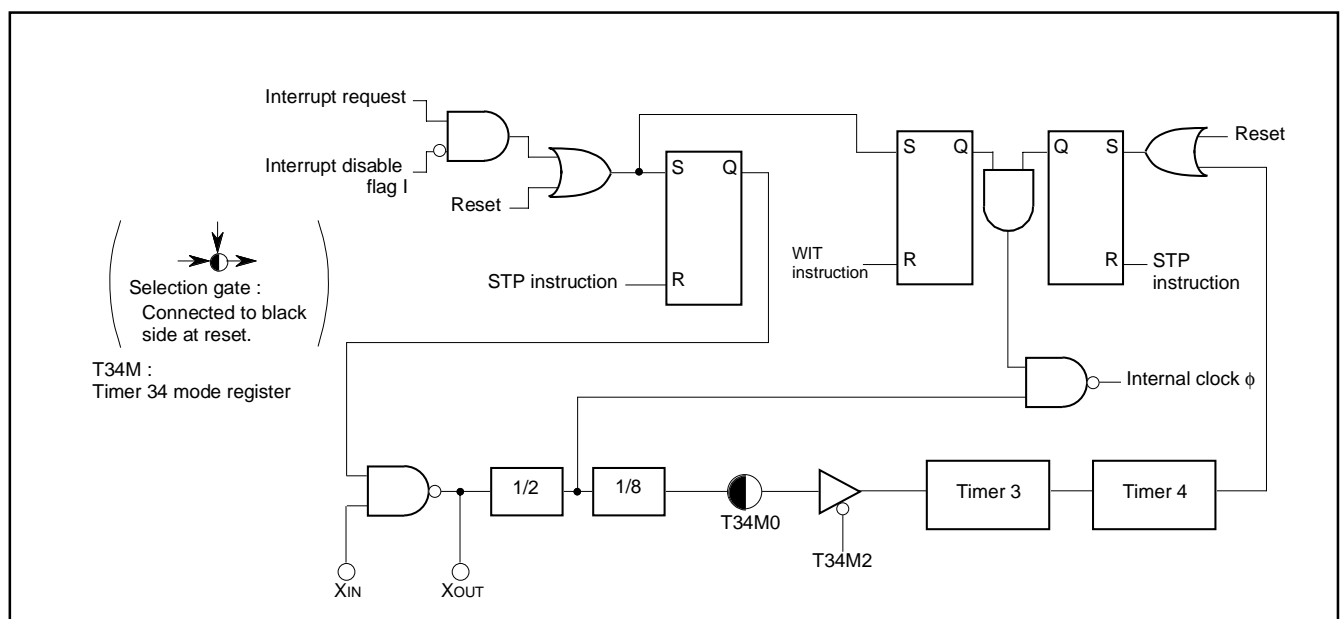 Interrupt request
Interrupt disable
flag I
Reset
S
Q
STP instruction
R
S
Q
WIT
instruction
R
Q
S
Reset
R
STP
instruction
Selection gate :
Connected to black
side at reset.
T34M :
Timer 34 mode register
Internal clock ϕ
1/2
1/8
T34M0
T34M2
Timer 3
Timer 4
XIN
XOUT